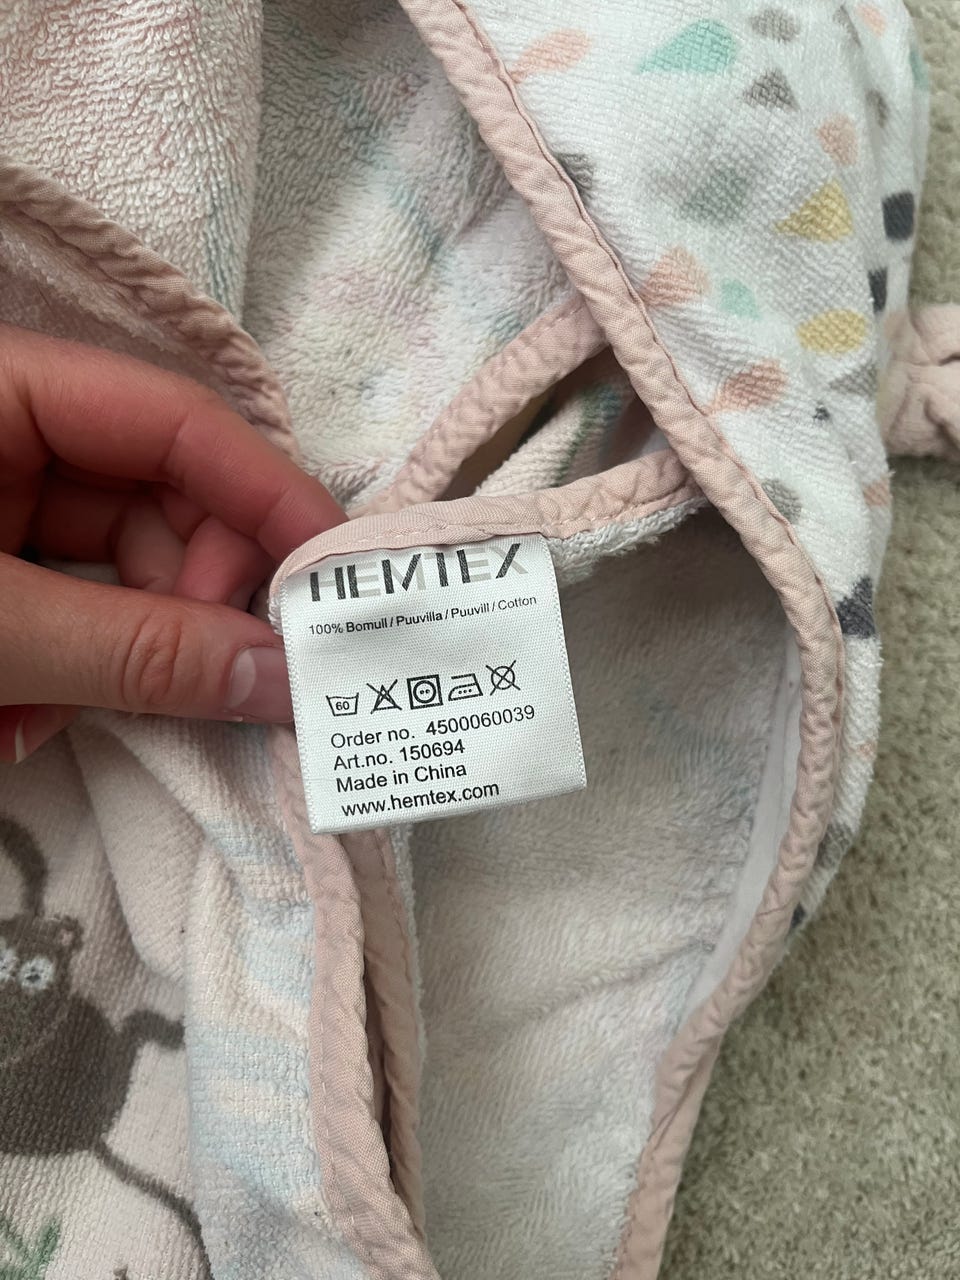 HEMTEX
100% Bomull / Puuvilla / Puuvill / Cotton
60
Order no. 4500060039
Art.no. 150694
Made in China
www.hemtex.com